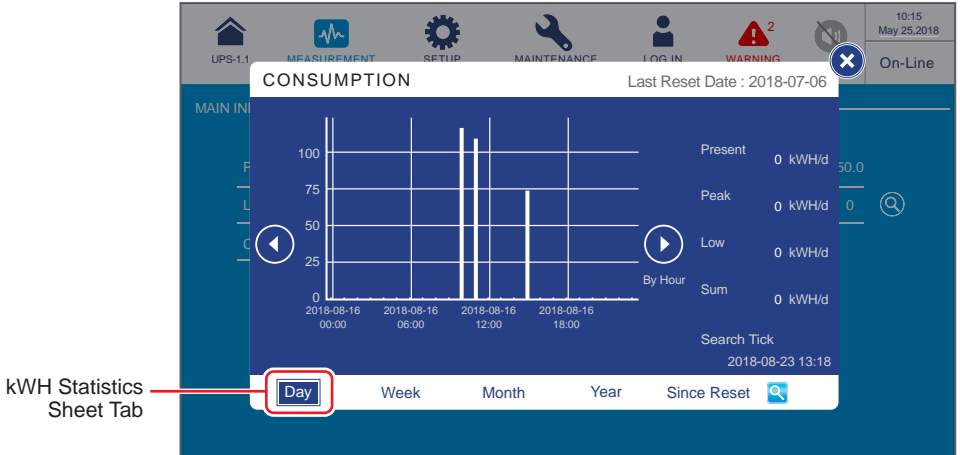 10:15
May 25,2018
2
UPS-1.1
MEASUREMENT
SETUP
MAINTENANCE
LOG IN
WARNING
On-Line
CONSUMPTION
Last Reset Date : 2018-07-06
MAIN IN
100
75
50
25
0
2018-08-16
00:00
2018-08-16
06:00
2018-08-16
12:00
2018-08-16
18:00
By Hour
Present
0 kWH/d
Peak
0 kWH/d
Low
0 kWH/d
Sum
0 kWH/d
Search Tick
2018-08-23 13:18
50.0
0
L
Day
Week
Month
Year
Since Reset
kWH Statistics
Sheet Tab